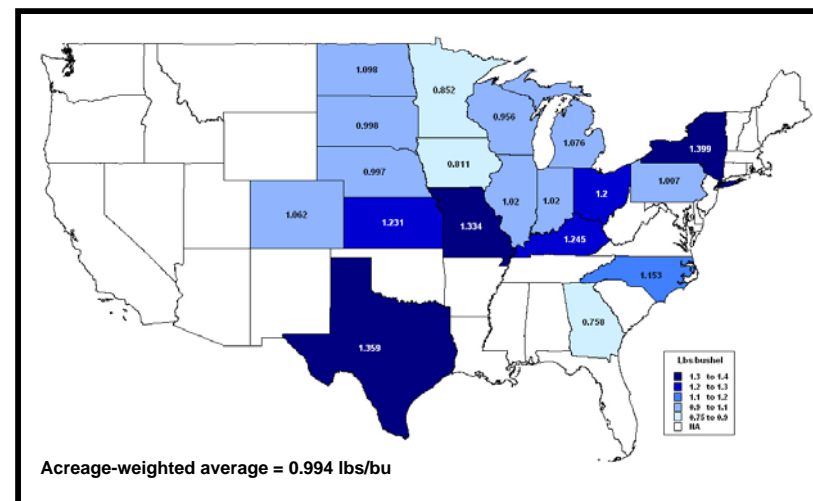 1.098
0.852
0.956
0.998
1.076
1.399
0.811
0.997
1.007
1.2
1.02
1.02
1.062
1.231
1.334
1.245
1.153
0.758
1.359
Lbs/bushel
1.3 to 1.4
1.2 to 1.3
1.1 to 1.2
0.9 to 1.1
0.75 to 0.9
NA
Acreage-weighted average = 0.994 lbs/bu